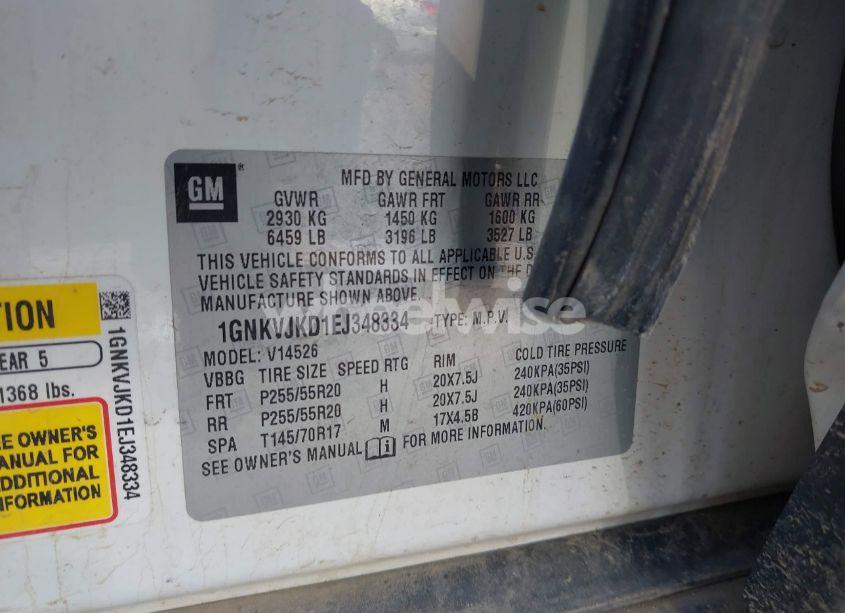 GM
MFD BY GENERAL MOTORS LLC
GVWR GAWR FRT GAWR RR
2930 KG 1450 KG 1600 KG
6459 LB 3196 LB 3527 LB
THIS VEHICLE CONFORMS TO ALL APPLICABLE U.S.
VEHICLE SAFETY STANDARDS IN EFFECT ON THE D
MANUFACTURE SHOWN ABOVE.
1GNKVJKD1EJ348334 TYPE: M.P.V.
MODEL: V14526
VBBG TIRE SIZE SPEED RTG RIM COLD TIRE PRESSURE
FRT P255/55R20 H 20X7.5J 240KPA(35PSI)
RR P255/55R20 H 20X7.5J 240KPA(35PSI)
SPA T145/70R17 M 17X4.5B 420KPA(60PSI)
SEE OWNER'S MANUAL FOR MORE INFORMATION.
wheelwise
TION
EAR 5
1368 lbs.
EE OWNER'S
ANUAL FOR
ADDITIONAL
NFORMATION
1GNKVJKD1EJ348334